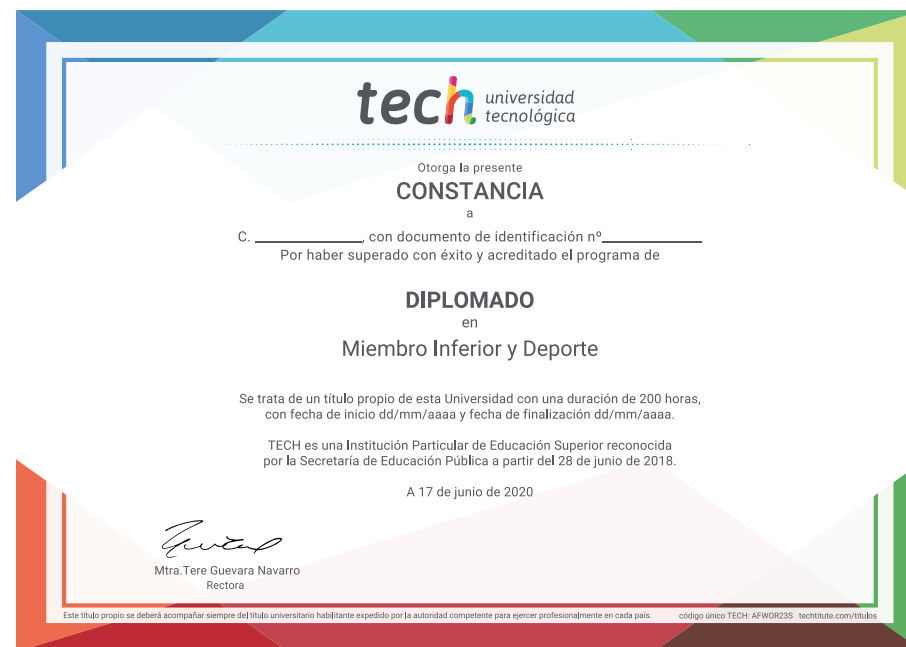 tech universidad
tecnológica
Otorga la presente
CONSTANCIA
a
C. ____________, con documento de identificación nº____________
Por haber superado con éxito y acreditado el programa de
DIPLOMADO
en
Miembro Inferior y Deporte
Se trata de un título propio de esta Universidad con una duración de 200 horas,
con fecha de inicio dd/mm/aaaa y fecha de finalización dd/mm/aaaa.
TECH es una Institución Particular de Educación Superior reconocida
por la Secretaría de Educación Pública a partir del 28 de junio de 2018.
A 17 de junio de 2020
Mtra.Tere Guevara Navarro
Rectora
Este título propio se deberá acompañar siempre del título universitario habilitante expedido por la autoridad competente para ejercer profesionalmente en cada país. código único TECH: AFWOR23S techtitute.com/titulos